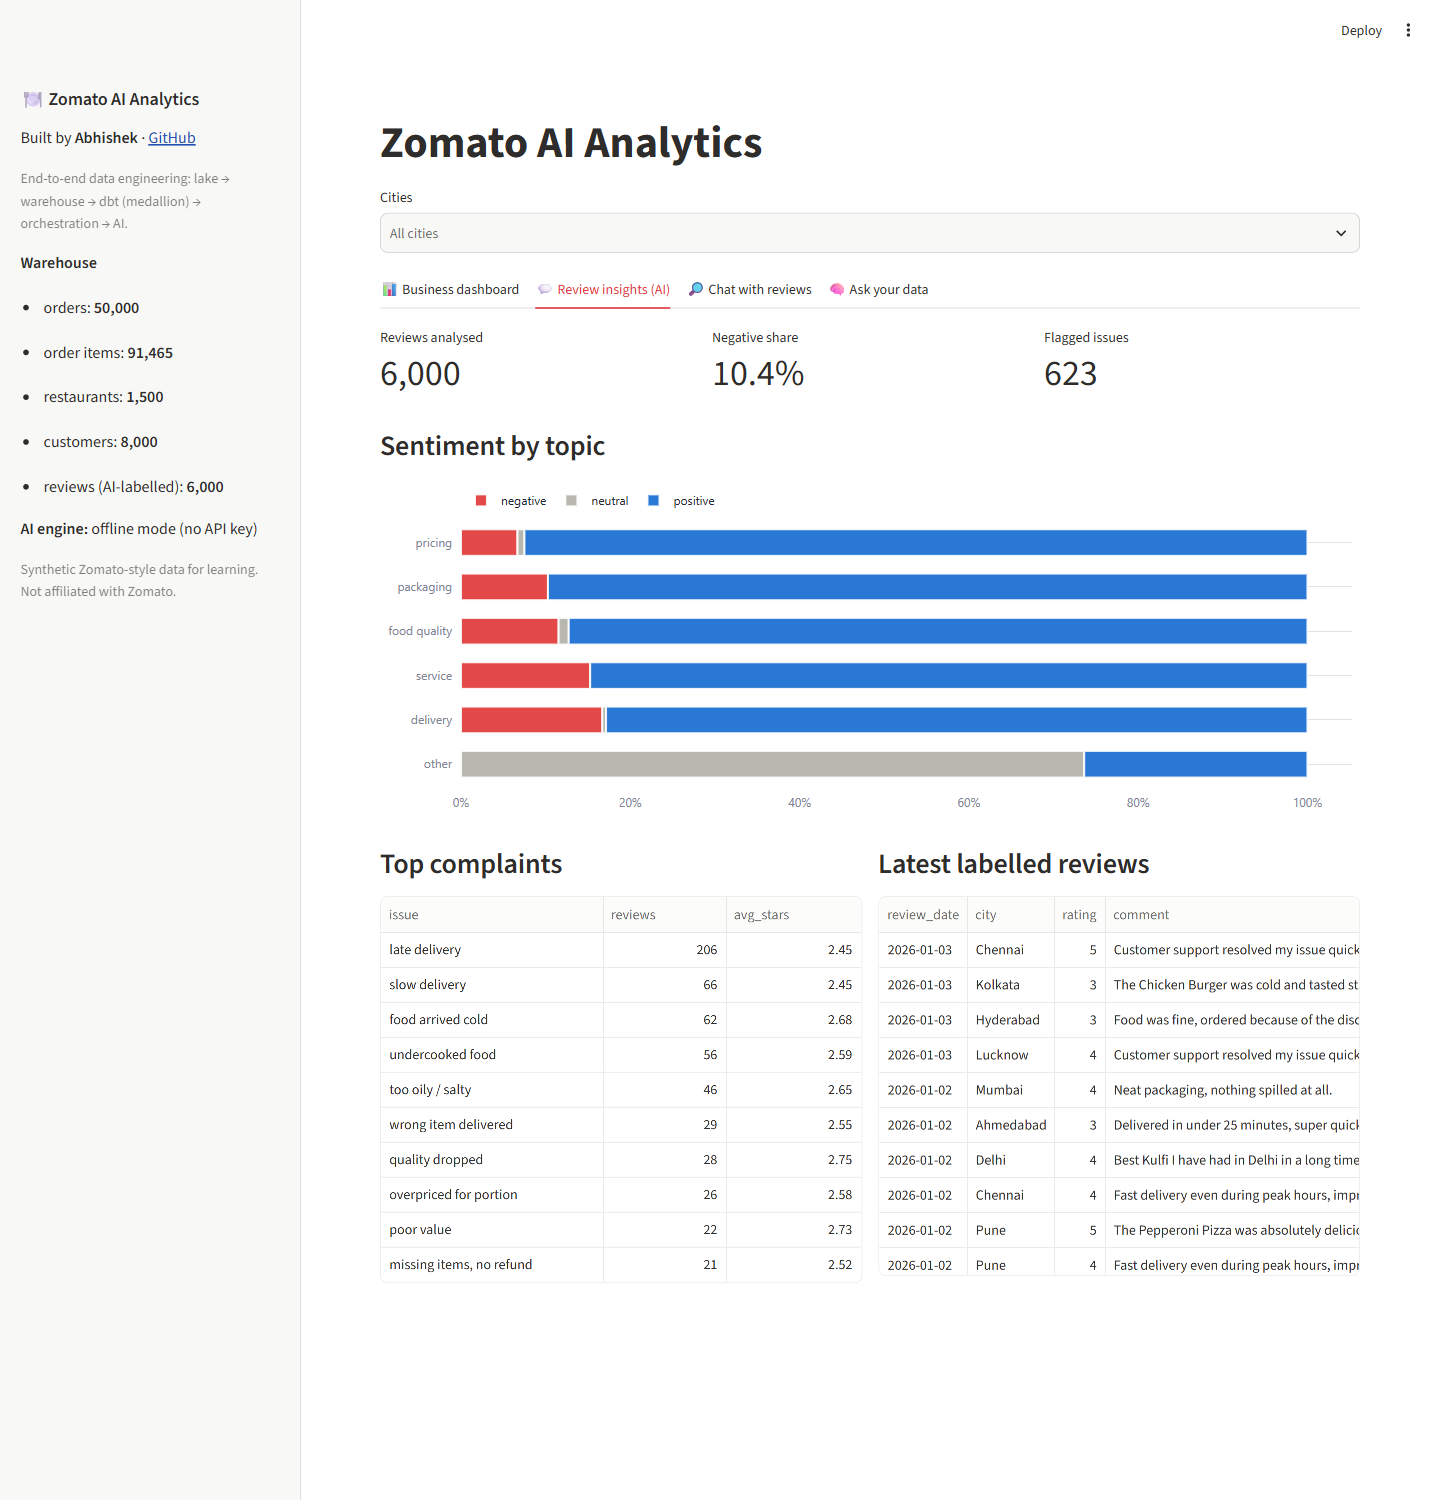 Deploy
Zomato AI Analytics
Built by Abhishek · GitHub
End-to-end data engineering: lake →
warehouse → dbt (medallion) →
orchestration → AI.
Warehouse
• orders: 50,000
• order items: 91,465
• restaurants: 1,500
• customers: 8,000
• reviews (AI-labelled): 6,000
AI engine: offline mode (no API key)
Synthetic Zomato-style data for learning.
Not affiliated with Zomato.
Zomato AI Analytics
Cities
All cities
Business dashboard Review insights (AI) Chat with reviews Ask your data
Reviews analysed Negative share Flagged issues
6,000 10.4% 623
Sentiment by topic
negative neutral positive
pricing
packaging
food quality
service
delivery
other
0% 20% 40% 60% 80% 100%
Top complaints
issue reviews avg_stars
late delivery 206 2.45
slow delivery 66 2.45
food arrived cold 62 2.68
undercooked food 56 2.59
too oily / salty 46 2.65
wrong item delivered 29 2.55
quality dropped 28 2.75
overpriced for portion 26 2.58
poor value 22 2.73
missing items, no refund 21 2.52
Latest labelled reviews
review_date city rating comment
2026-01-03 Chennai 5 Customer support resolved my issue quick
2026-01-03 Kolkata 3 The Chicken Burger was cold and tasted st
2026-01-03 Hyderabad 3 Food was fine, ordered because of the disc
2026-01-03 Lucknow 4 Customer support resolved my issue quick
2026-01-02 Mumbai 4 Neat packaging, nothing spilled at all.
2026-01-02 Ahmedabad 3 Delivered in under 25 minutes, super quick
2026-01-02 Delhi 4 Best Kulfi I have had in Delhi in a long time
2026-01-02 Chennai 4 Fast delivery even during peak hours, impr
2026-01-02 Pune 5 The Pepperoni Pizza was absolutely delicio
2026-01-02 Pune 4 Fast delivery even during peak hours, impr